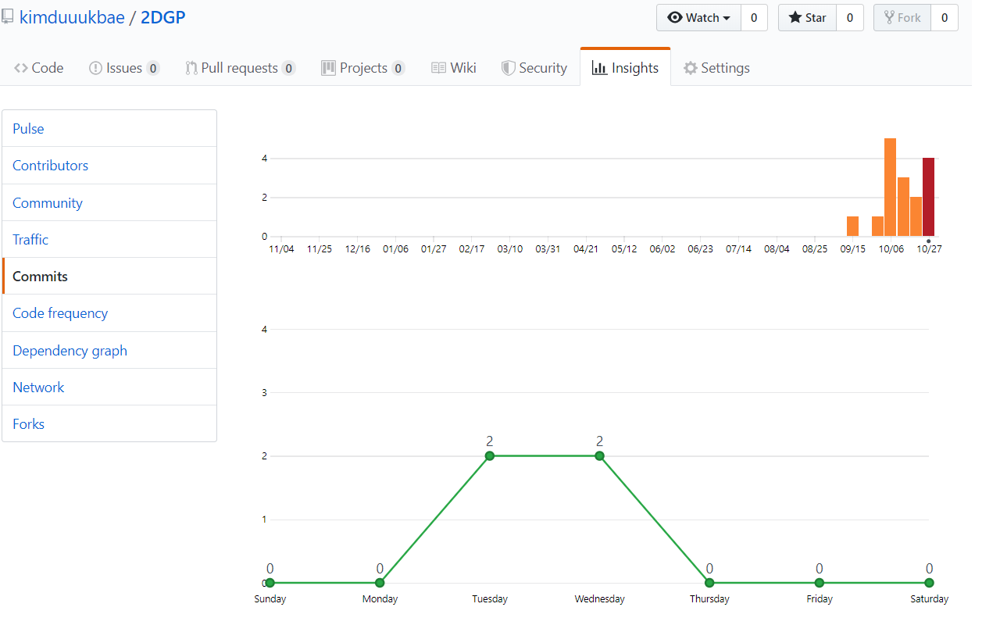 kimduuukbae / 2DGP
Watch 0 Star 0 Fork 0
Code Issues 0 Pull requests 0 Projects 0 Wiki Security Insights Settings
Pulse
Contributors
Community
Traffic
Commits
Code frequency
Dependency graph
Network
Forks
4
2
0
11/04 11/25 12/16 01/06 01/27 02/17 03/10 03/31 04/21 05/12 06/02 06/23 07/14 08/04 08/25 09/15 10/06 10/27
4
3
2
1
0
0 0 2 2 0 0 0
Sunday Monday Tuesday Wednesday Thursday Friday Saturday